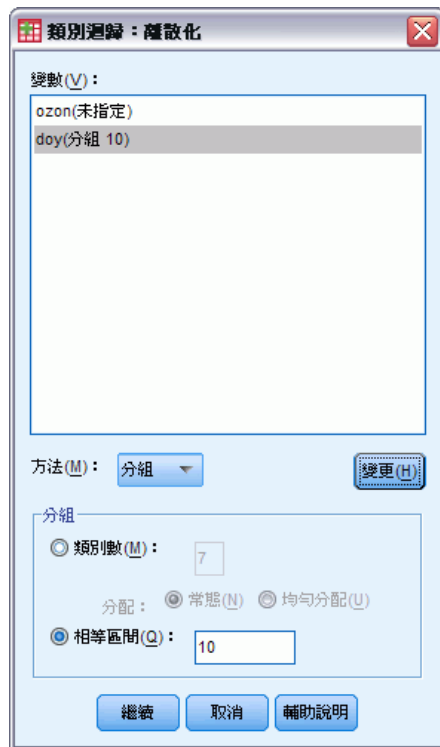 類別迴歸：離散化
變數(V)：
ozon(未指定)
doy(分組 10)
方法(M)： 分組 變更(H)
分組
類別數(M)： 7
分配： 常態(N) 均勻分配(U)
相等區間(Q)： 10
繼續 取消 輔助說明